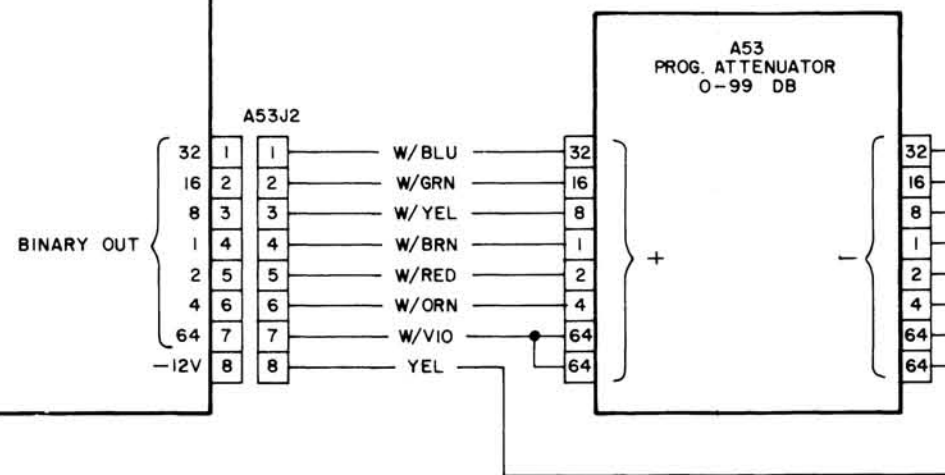 A53
PROG. ATTENUATOR
0-99 DB
A53J2
BINARY OUT
32 1 1 W/BLU 32 32
16 2 2 W/GRN 16 16
8 3 3 W/YEL 8 8
1 4 4 W/BRN 1 1
2 5 5 W/RED 2 2
4 6 6 W/ORN 4 4
64 7 7 W/VIO 64 64
-12V 8 8 YEL 64 64
+ -